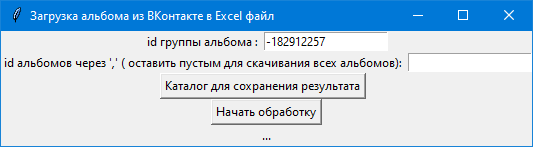 Загрузка альбома из ВКонтакте в Excel файл
id группы альбома : -182912257
id альбомов через ',' ( оставить пустым для скачивания всех альбомов):
Каталог для сохранения результата
Начать обработку
...